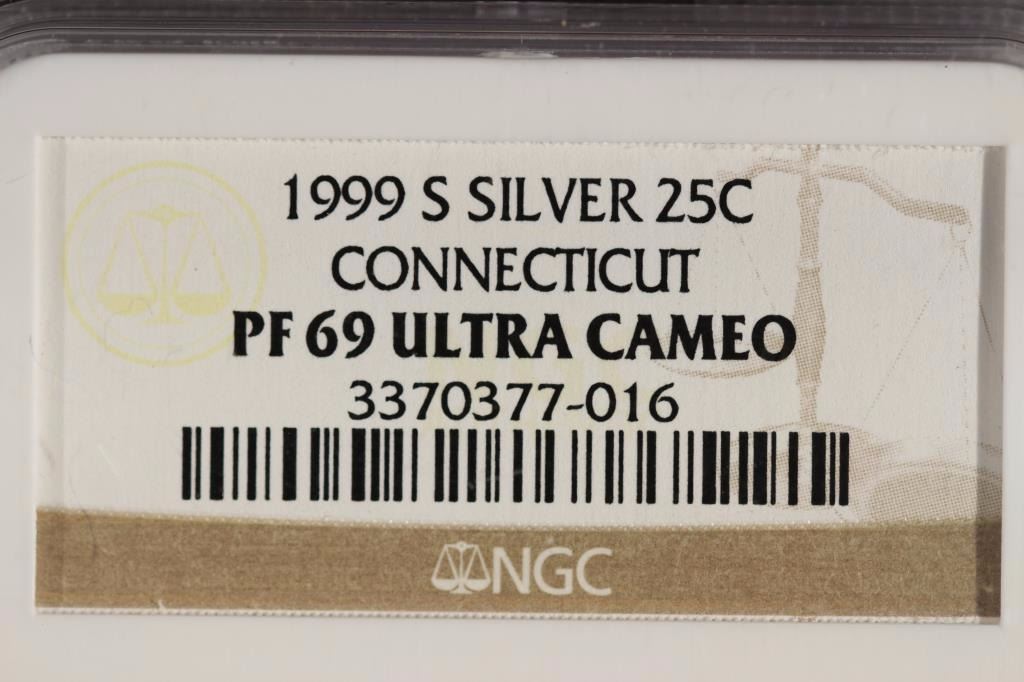 1999 S SILVER 25C
CONNECTICUT
PF 69 ULTRA CAMEO
3370377-016
NGC